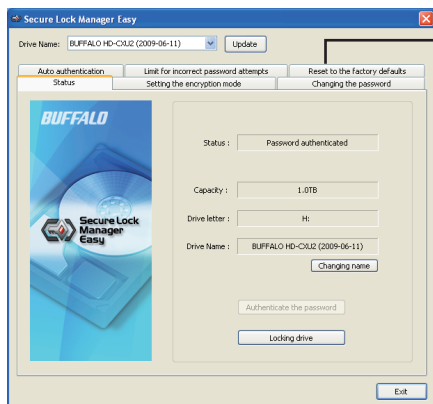 Secure Lock Manager Easy
Drive Name: BUFFALO HD-CXU2 (2009-06-11) Update
Auto authentication Limit for incorrect password attempts Reset to the factory defaults
Status Setting the encryption mode Changing the password
BUFFALO
Secure Lock
Manager
Easy
Status : Password authenticated
Capacity : 1.0TB
Drive letter : H:
Drive Name : BUFFALO HD-CXU2 (2009-06-11)
Changing name
Authenticate the password
Locking drive
Exit